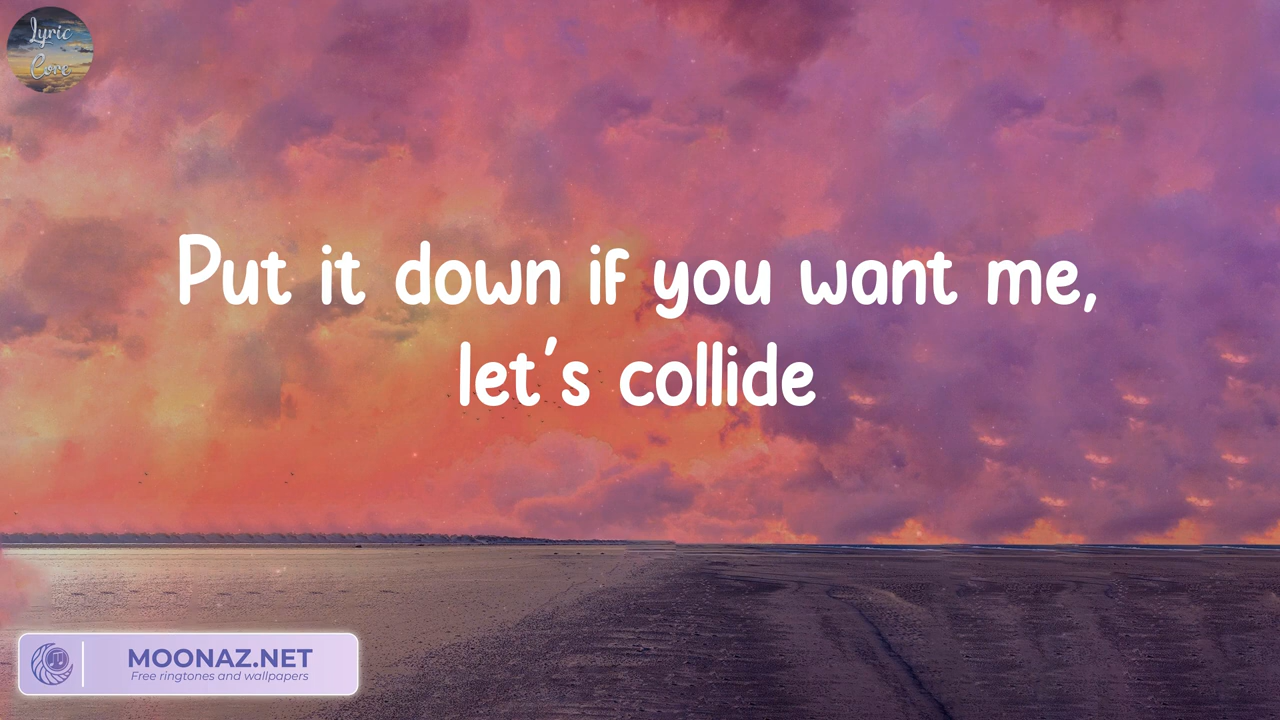 Lyric
Core
Put it down if you want me,
let's collide
MOONAZ.NET
Free ringtones and wallpapers